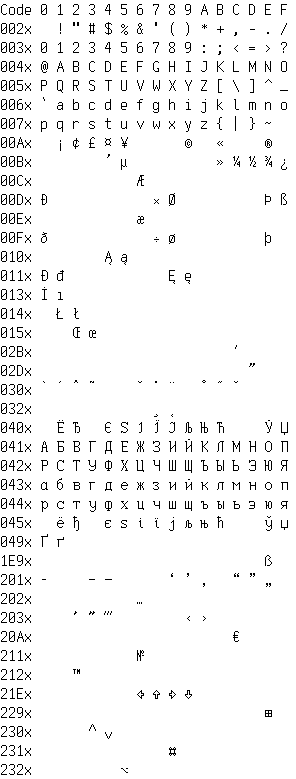 Code 0 1 2 3 4 5 6 7 8 9 A B C D E F
002x ! " # $ % & ' ( ) * + , - . /
003x 0 1 2 3 4 5 6 7 8 9 : ; < = > ?
004x @ A B C D E F G H I J K L M N O
005x P Q R S T U V W X Y Z [ \ ] ^ _
006x ` a b c d e f g h i j k l m n o
007x p q r s t u v w x y z { | } ~
00Ax ¡ ¢ £ ¤ ¥ © « ®
00Bx ´ µ » ¼ ½ ¾ ¿
00Cx Æ
00Dx Ð × Ø Þ ß
00Ex æ
00Fx ð ÷ ø þ
010x Ą ą
011x Đ đ Ę ę
013x İ ı
014x Ł ł
015x Œ œ
02Bx ʼ
02Dx ˮ
030x ̀ ́ ̂ ̃ ̆ ̇ ̈ ̊ ̋ ̌
032x ̦ ̧ ̨
040x Ё Ђ Є Ѕ І Ї Ј Љ Њ Ћ Ў Џ
041x А Б В Г Д Е Ж З И Й К Л М Н О П
042x Р С Т У Ф Х Ц Ч Ш Щ Ъ Ы Ь Э Ю Я
043x а б в г д е ж з и й к л м н о п
044x р с т у ф х ц ч ш щ ъ ы ь э ю я
045x ё ђ є ѕ і ї ј љ њ ћ ў џ
049x Ґ ґ
1E9x ẞ
201x ‐ – — ‘ ’ ‚ “ ” „
202x …
203x ′ ″ ‴ ‹ ›
20Ax €
211x №
212x ™
21Ex ⇦ ⇧ ⇨ ⇩
229x ⊞
230x ⌃ ⌄
231x ⌗
232x ⌥